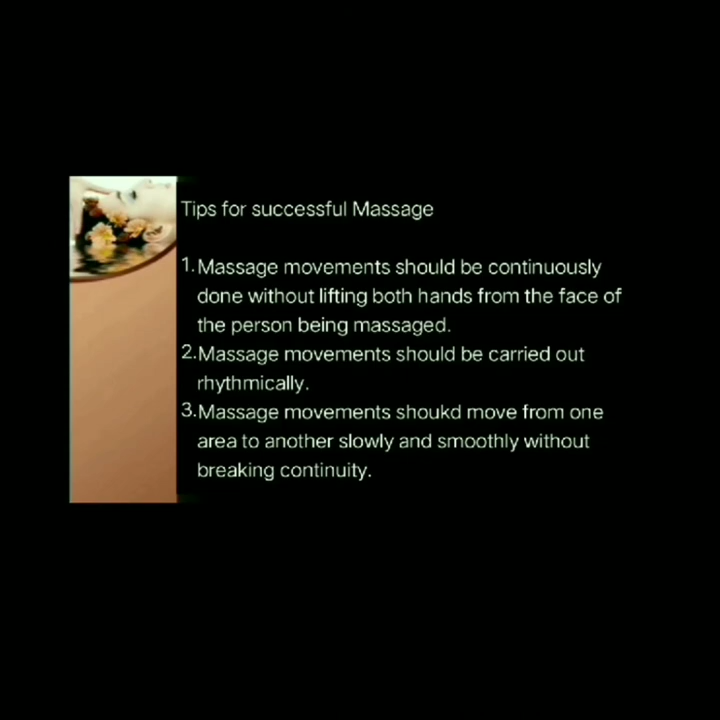 Tips for successful Massage
1. Massage movements should be continuously
done without lifting both hands from the face of
the person being massaged.
2. Massage movements should be carried out
rhythmically.
3. Massage movements shoukd move from one
area to another slowly and smoothly without
breaking continuity.